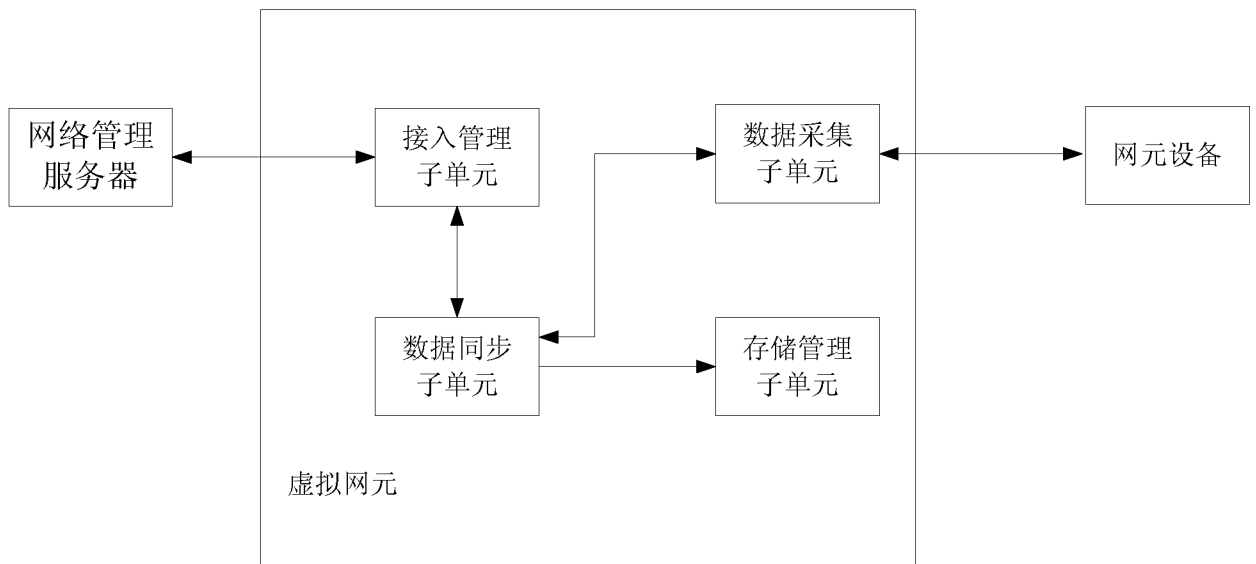 网络管理
服务器
接入管理
子单元
数据采集
子单元
网元设备
数据同步
子单元
存储管理
子单元
虚拟网元